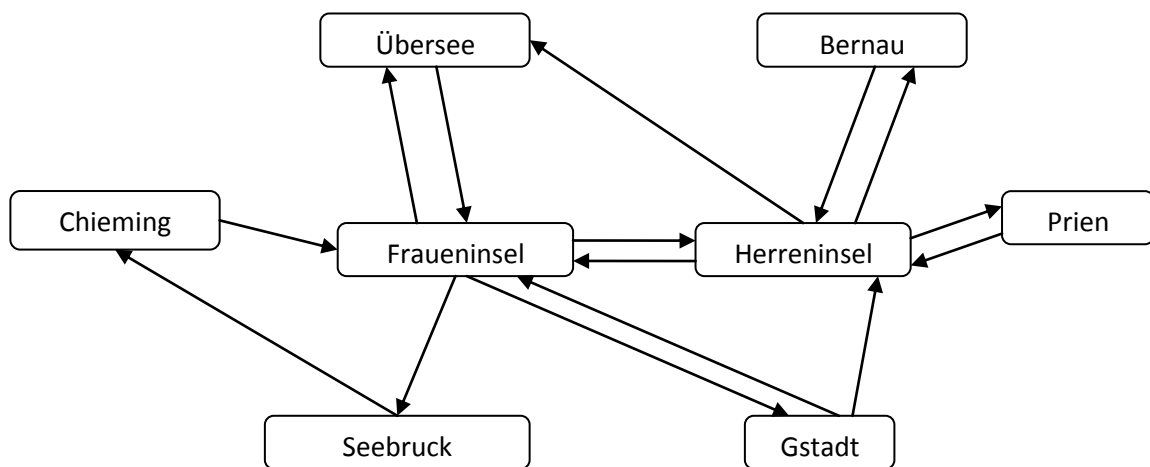 Übersee
Bernau
Chieming
Fraueninsel
Herreninsel
Prien
Seebruck
Gstadt